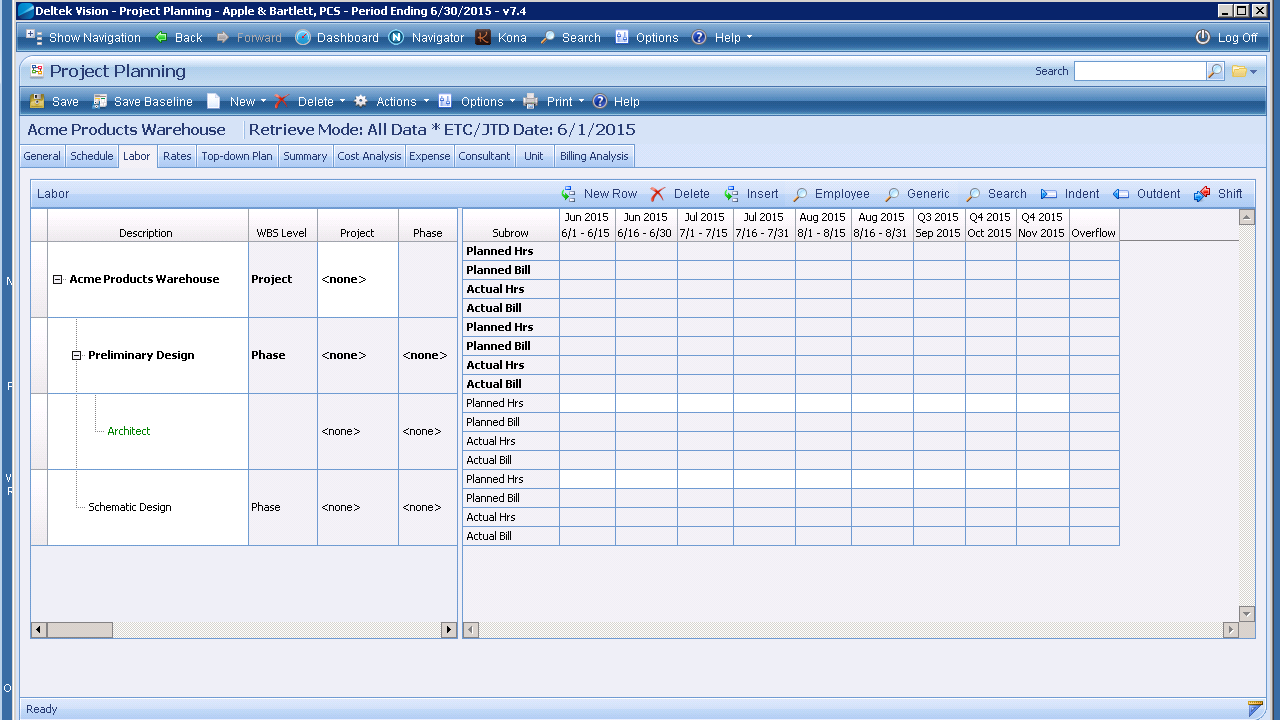 Deltek Vision - Project Planning - Apple & Bartlett, PCS - Period Ending 6/30/2015 - v7.4
Show Navigation Back Forward Dashboard Navigator Kona Search Options Help Log Off
Project Planning Search
Save Save Baseline New Delete Actions Options Print Help
Acme Products Warehouse Retrieve Mode: All Data * ETC/JTD Date: 6/1/2015
General Schedule Labor Rates Top-down Plan Summary Cost Analysis Expense Consultant Unit Billing Analysis
Labor New Row Delete Insert Employee Generic Search Indent Outdent Shift
Jun 2015 Jun 2015 Jul 2015 Jul 2015 Aug 2015 Aug 2015 Q3 2015 Q4 2015 Q4 2015
Description WBS Level Project Phase Subrow 6/1 - 6/15 6/16 - 6/30 7/1 - 7/15 7/16 - 7/31 8/1 - 8/15 8/16 - 8/31 Sep 2015 Oct 2015 Nov 2015 Overflow
Planned Hrs
Planned Bill
Acme Products Warehouse Project <none>
Actual Hrs
Actual Bill
Planned Hrs
Planned Bill
Preliminary Design Phase <none> <none>
Actual Hrs
Actual Bill
Planned Hrs
Planned Bill
Architect <none> <none>
Actual Hrs
Actual Bill
Planned Hrs
Planned Bill
Schematic Design Phase <none> <none>
Actual Hrs
Actual Bill
Ready